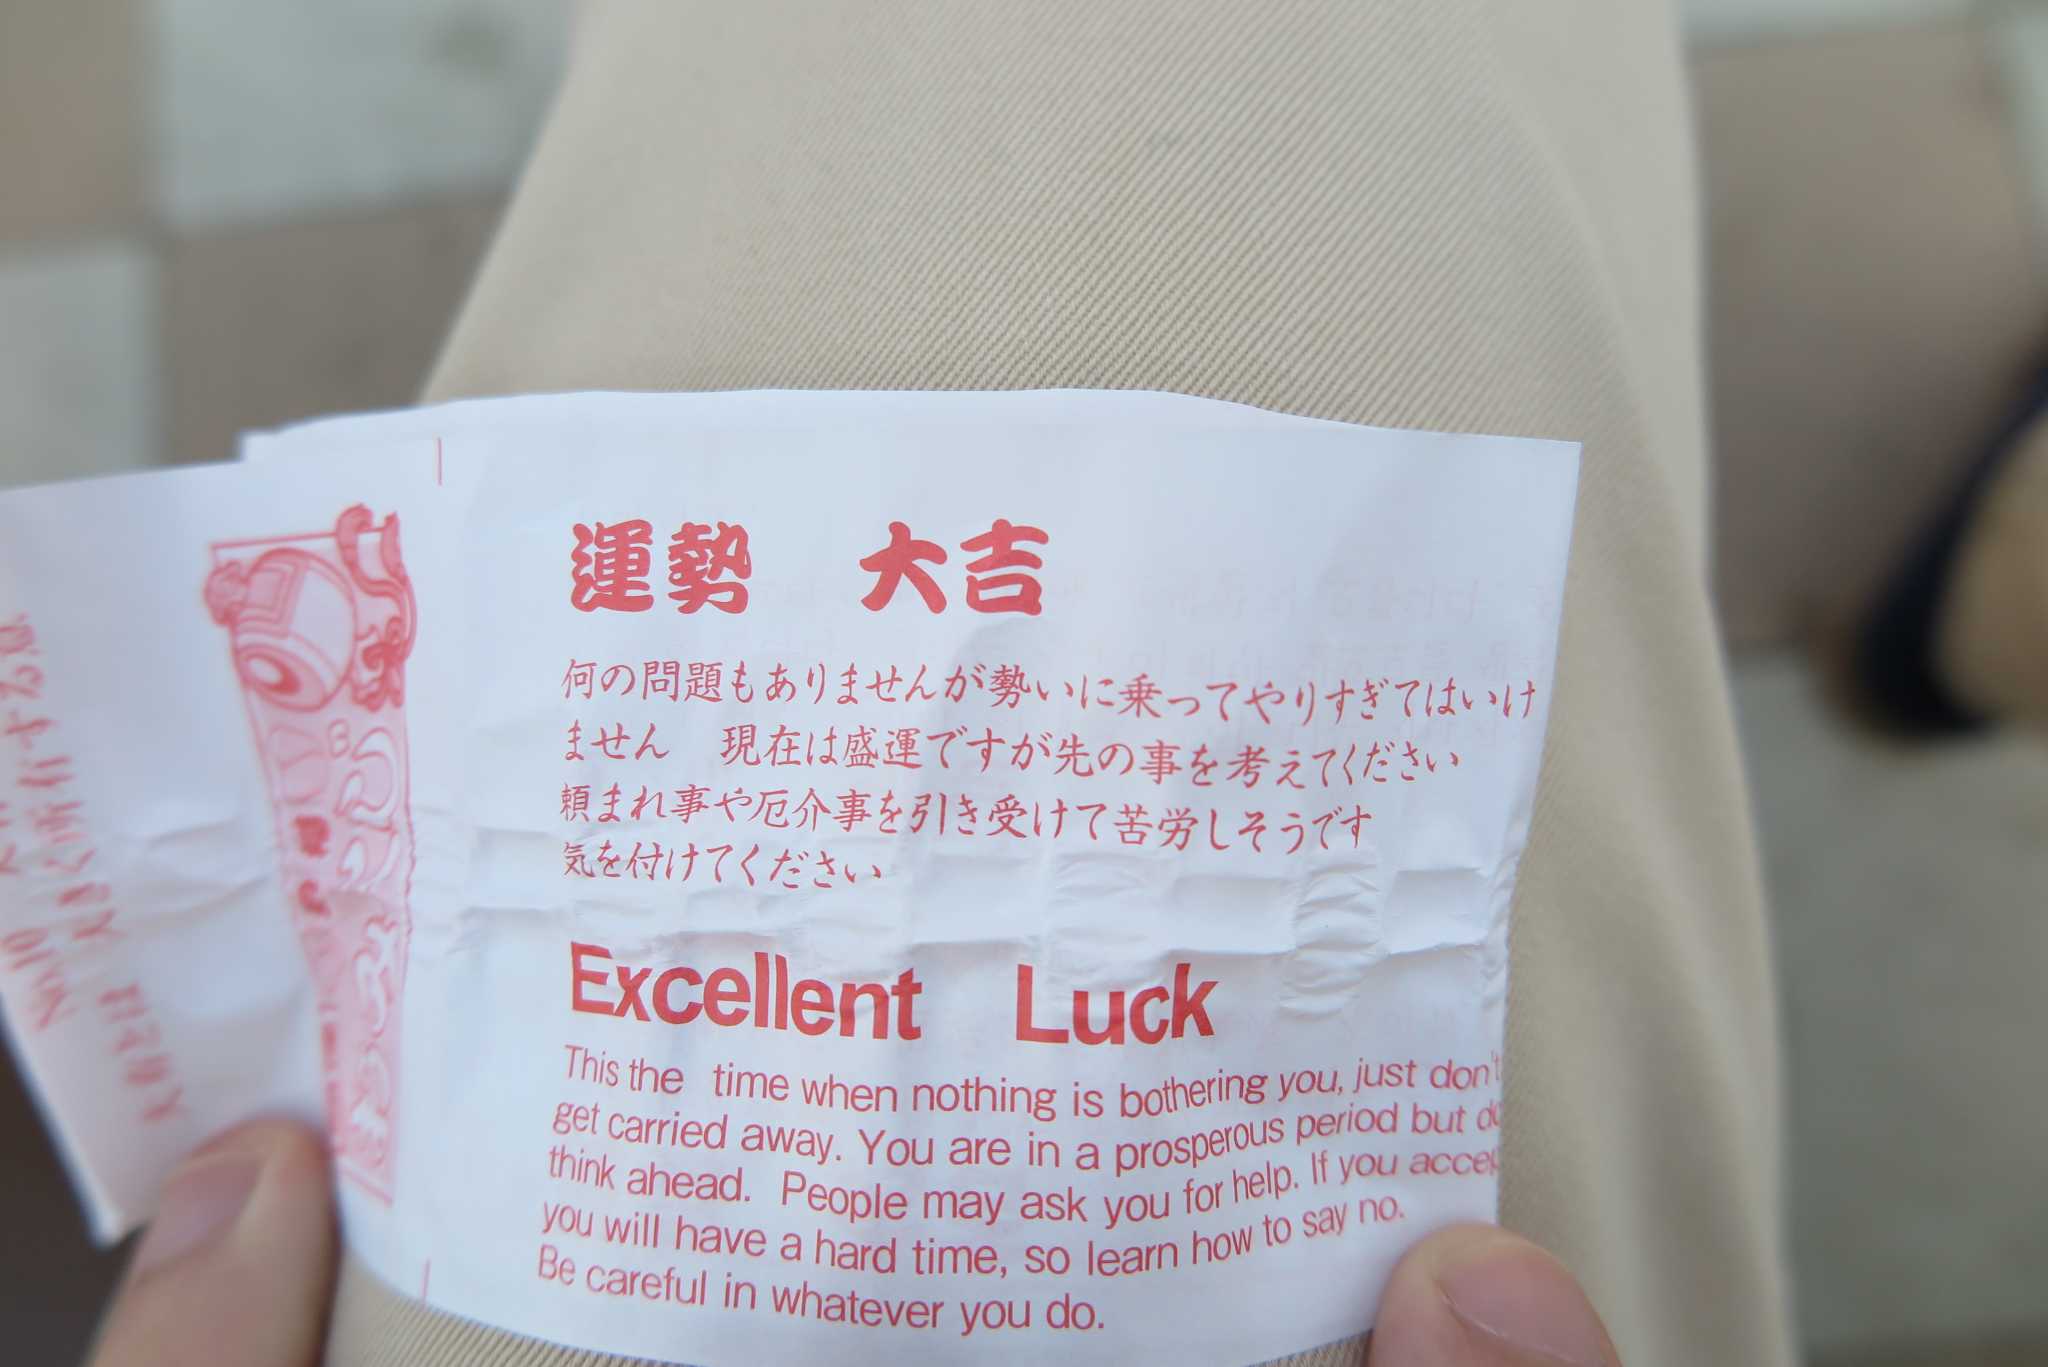 運勢　大吉
何の問題もありませんが勢いに乗ってやりすぎてはいけ
ません　現在は盛運ですが先の事を考えてください
頼まれ事や厄介事を引き受けて苦労しそうです
気を付けてください
Excellent Luck
This the time when nothing is bothering you, just don't
get carried away. You are in a prosperous period but
think ahead. People may ask you for help. If you
you will have a hard time, so learn how to say no.
Be careful in whatever you do.